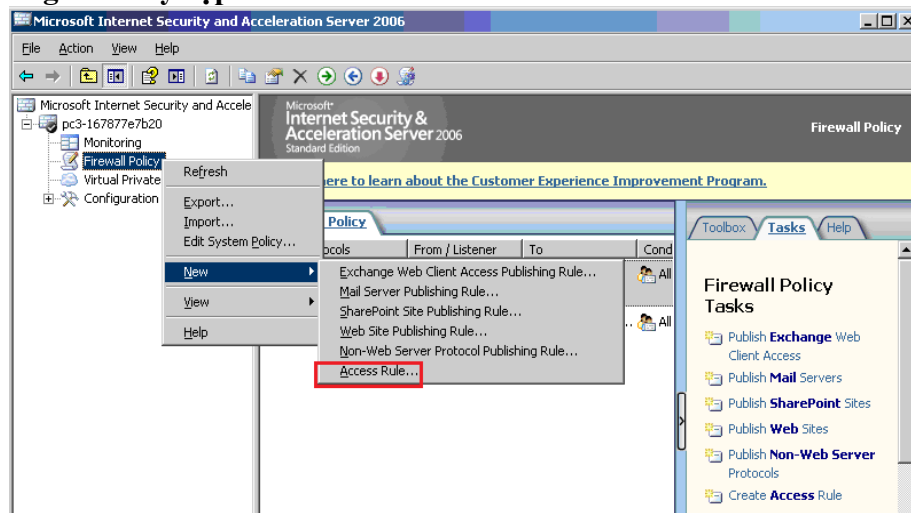 Microsoft Internet Security and Acceleration Server 2006
File Action View Help
Microsoft Internet Security and Accele
pc3-167877e7b20
Monitoring
Firewall Policy
Virtual Private
Configuration
Refresh
Export...
Import...
Edit System Policy...
New
View
Help
Microsoft
Internet Security &
Acceleration Server 2006
Standard Edition
Firewall Policy
ere to learn about the Customer Experience Improvement Program.
Policy
ocols From / Listener To Cond
All
.. All
Exchange Web Client Access Publishing Rule...
Mail Server Publishing Rule...
SharePoint Site Publishing Rule...
Web Site Publishing Rule...
Non-Web Server Protocol Publishing Rule...
Access Rule...
Toolbox Tasks Help
Firewall Policy
Tasks
Publish Exchange Web
Client Access
Publish Mail Servers
Publish SharePoint Sites
Publish Web Sites
Publish Non-Web Server
Protocols
Create Access Rule